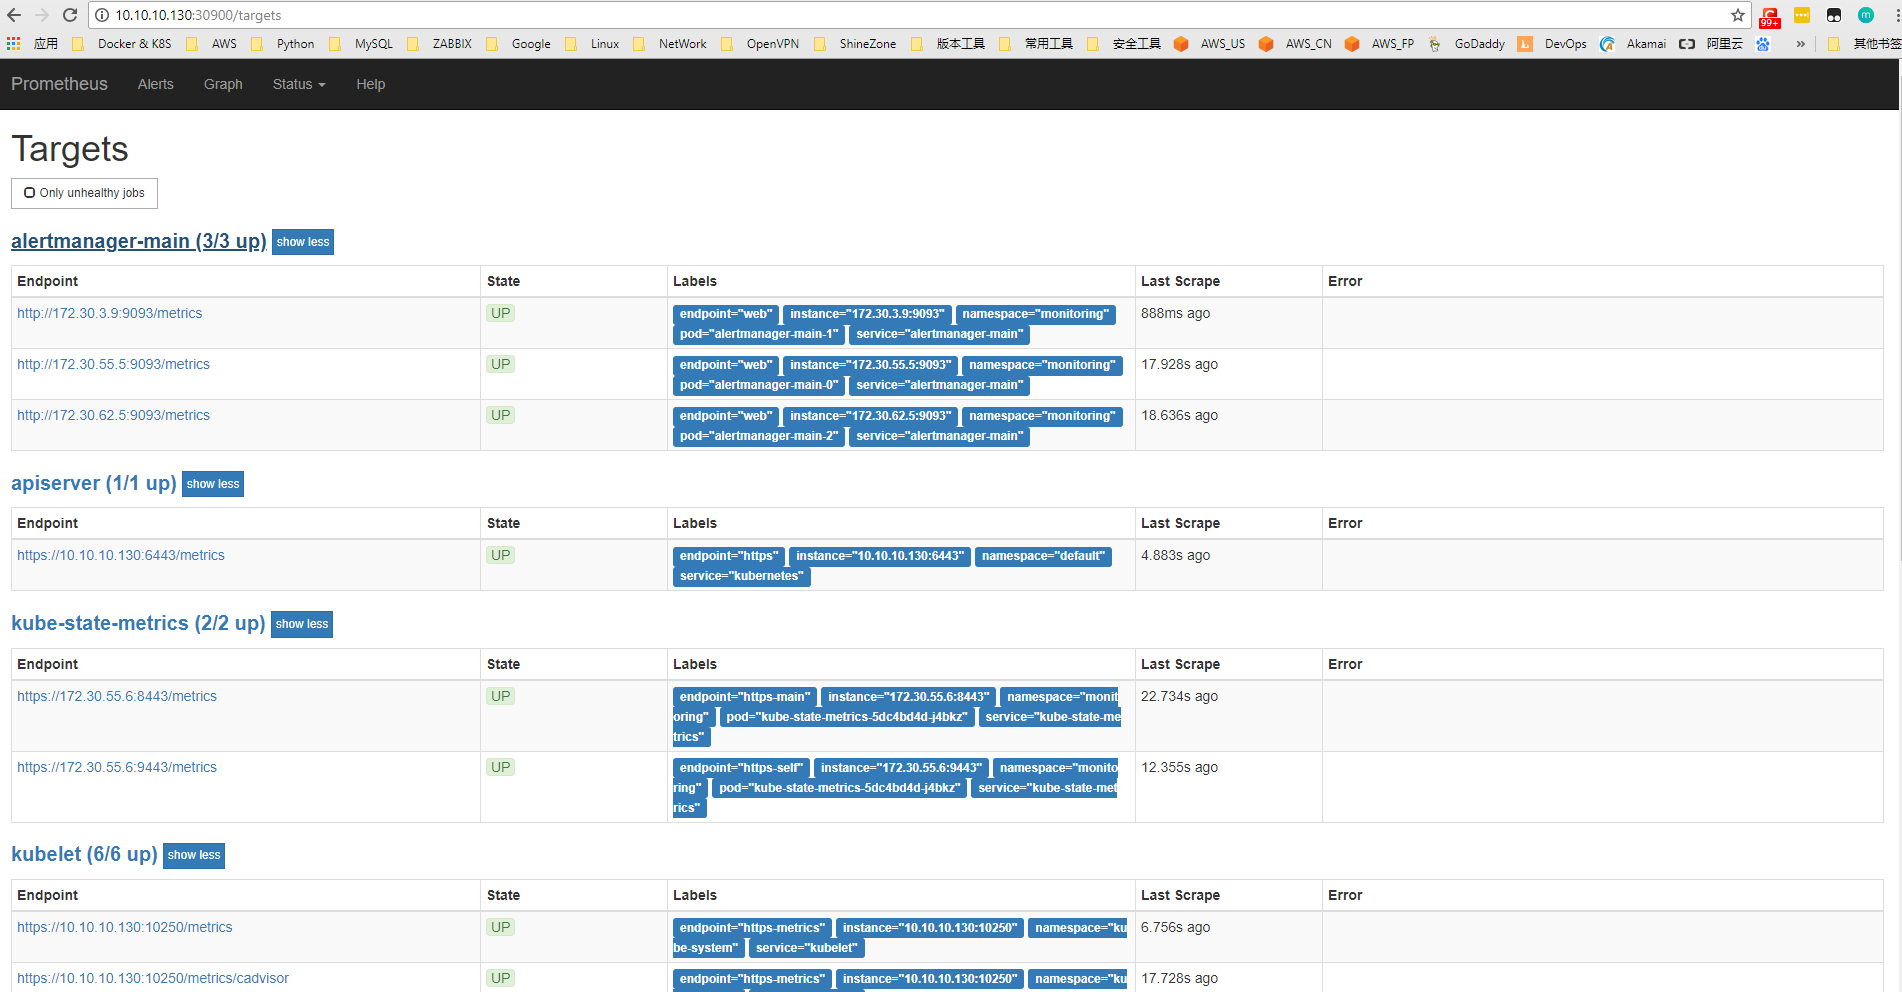 10.10.10.130:30900/targets
99+
m
应用 Docker & K8S AWS Python MySQL ZABBIX Google Linux NetWork OpenVPN ShineZone 版本工具 常用工具 安全工具 AWS_US AWS_CN AWS_FP GoDaddy DevOps Akamai 阿里云 » 其他书签
Prometheus Alerts Graph Status Help
Targets
Only unhealthy jobs
alertmanager-main (3/3 up) show less
Endpoint State Labels Last Scrape Error
http://172.30.3.9:9093/metrics UP endpoint="web" instance="172.30.3.9:9093" namespace="monitoring" 888ms ago
pod="alertmanager-main-1" service="alertmanager-main"
http://172.30.55.5:9093/metrics UP endpoint="web" instance="172.30.55.5:9093" namespace="monitoring" 17.928s ago
pod="alertmanager-main-0" service="alertmanager-main"
http://172.30.62.5:9093/metrics UP endpoint="web" instance="172.30.62.5:9093" namespace="monitoring" 18.636s ago
pod="alertmanager-main-2" service="alertmanager-main"
apiserver (1/1 up) show less
Endpoint State Labels Last Scrape Error
https://10.10.10.130:6443/metrics UP endpoint="https" instance="10.10.10.130:6443" namespace="default" 4.883s ago
service="kubernetes"
kube-state-metrics (2/2 up) show less
Endpoint State Labels Last Scrape Error
https://172.30.55.6:8443/metrics UP endpoint="https-main" instance="172.30.55.6:8443" namespace="monit 22.734s ago
oring" pod="kube-state-metrics-5dc4bd4d-j4bkz" service="kube-state-me
trics"
https://172.30.55.6:9443/metrics UP endpoint="https-self" instance="172.30.55.6:9443" namespace="monito 12.355s ago
ring" pod="kube-state-metrics-5dc4bd4d-j4bkz" service="kube-state-met
rics"
kubelet (6/6 up) show less
Endpoint State Labels Last Scrape Error
https://10.10.10.130:10250/metrics UP endpoint="https-metrics" instance="10.10.10.130:10250" namespace="ku 6.756s ago
be-system" service="kubelet"
https://10.10.10.130:10250/metrics/cadvisor UP endpoint="https-metrics" instance="10.10.10.130:10250" namespace="ku 17.728s ago